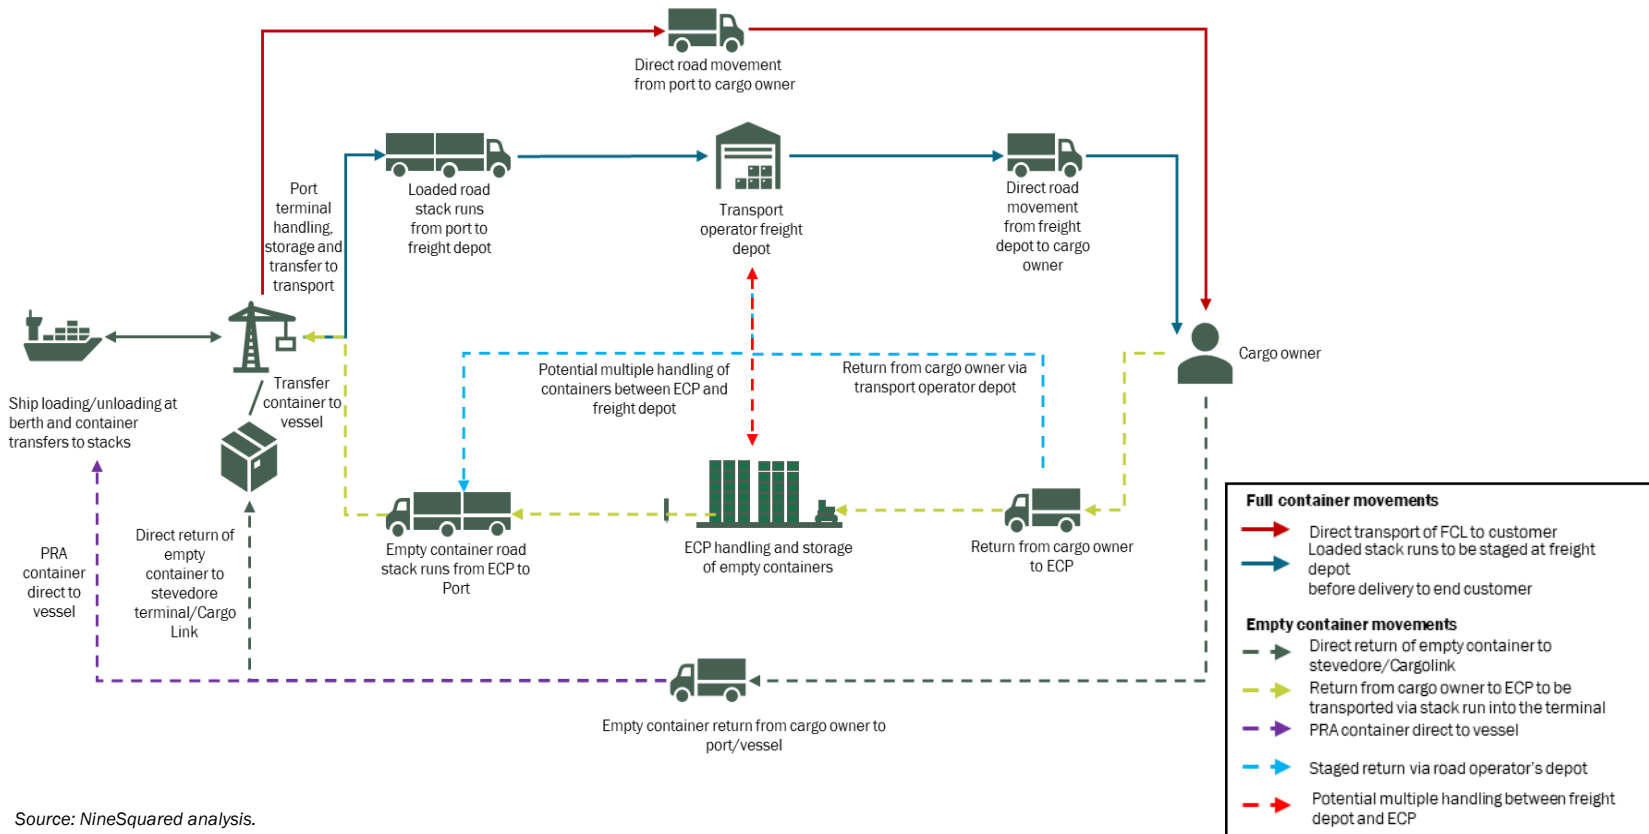 Direct road movement
from port to cargo owner
Port
terminal
handling,
storage and
transfer to
transport
Loaded road
stack runs
from port to
freight depot
Transport
operator freight
depot
Direct road
movement
from freight
depot to cargo
owner
Cargo owner
Ship loading/unloading at
berth and container
transfers to stacks
Transfer
container to
vessel
Potential multiple handling of
containers between ECP and
freight depot
Return from cargo owner via
transport operator depot
PRA
container
direct to
vessel
Direct return of
empty
container to
stevedore
terminal/Cargo
Link
Empty container road
stack runs from ECP to
Port
ECP handling and storage
of empty containers
Return from cargo owner
to ECP
Empty container return from cargo owner to
port/vessel
Full container movements
Direct transport of FCL to customer
Loaded stack runs to be staged at freight
depot
before delivery to end customer
Empty container movements
Direct return of empty container to
stevedore/Cargolink
Return from cargo owner to ECP to be
transported via stack run into the terminal
PRA container direct to vessel
Staged return via road operator's depot
Potential multiple handling between freight
depot and ECP
Source: NineSquared analysis.